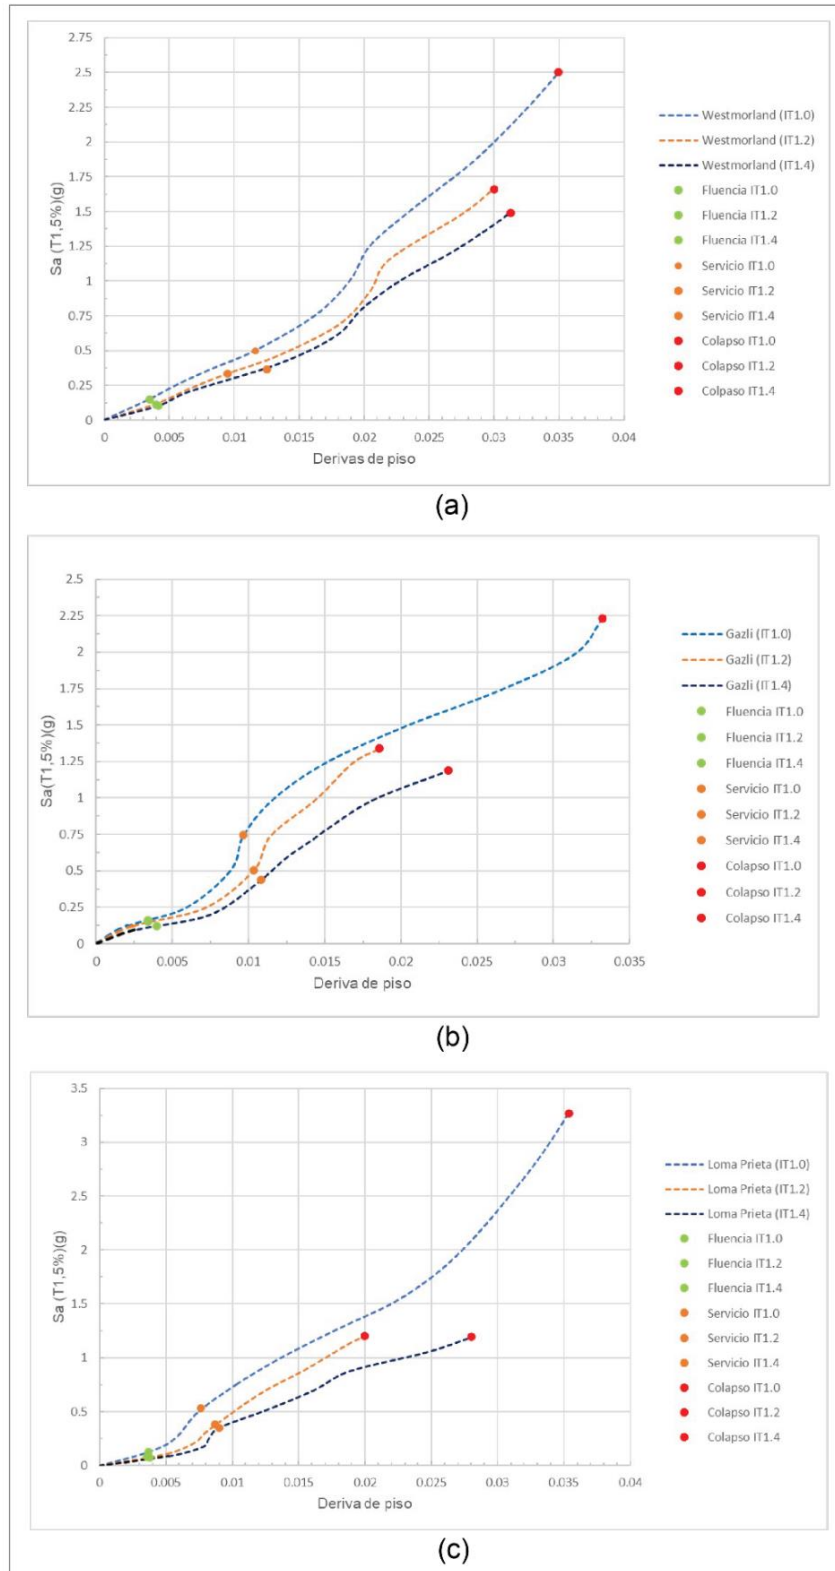 2.75
2.5
2.25
2
1.75
1.5
1.25
1
0.75
0.5
0.25
0
Sa (T1,5%)(g)
0 0.005 0.01 0.015 0.02 0.025 0.03 0.035 0.04
Derivas de piso
Westmorland (IT1.0)
Westmorland (IT1.2)
Westmorland (IT1.4)
Fluencia IT1.0
Fluencia IT1.2
Fluencia IT1.4
Servicio IT1.0
Servicio IT1.2
Servicio IT1.4
Colapso IT1.0
Colapso IT1.2
Colpaso IT1.4
(a)
2.5
2.25
2
1.75
1.5
1.25
1
0.75
0.5
0.25
0
Sa(T1,5%)(g)
0 0.005 0.01 0.015 0.02 0.025 0.03 0.035
Deriva de piso
Gazli (IT1.0)
Gazli (IT1.2)
Gazli (IT1.4)
Fluencia IT1.0
Fluencia IT1.2
Fluencia IT1.4
Servicio IT1.0
Servicio IT1.2
Servicio IT1.4
Colapso IT1.0
Colapso IT1.2
Colapso IT1.4
(b)
3.5
3
2.5
2
1.5
1
0.5
0
Sa (T1,5%)(g)
0 0.005 0.01 0.015 0.02 0.025 0.03 0.035 0.04
Deriva de piso
Loma Prieta (IT1.0)
Loma Prieta (IT1.2)
Loma Prieta (IT1.4)
Fluencia IT1.0
Fluencia IT1.2
Fluencia IT1.4
Servicio IT1.0
Servicio IT1.2
Servicio IT1.4
Colapso IT1.0
Colapso IT1.2
Colapso IT1.4
(c)